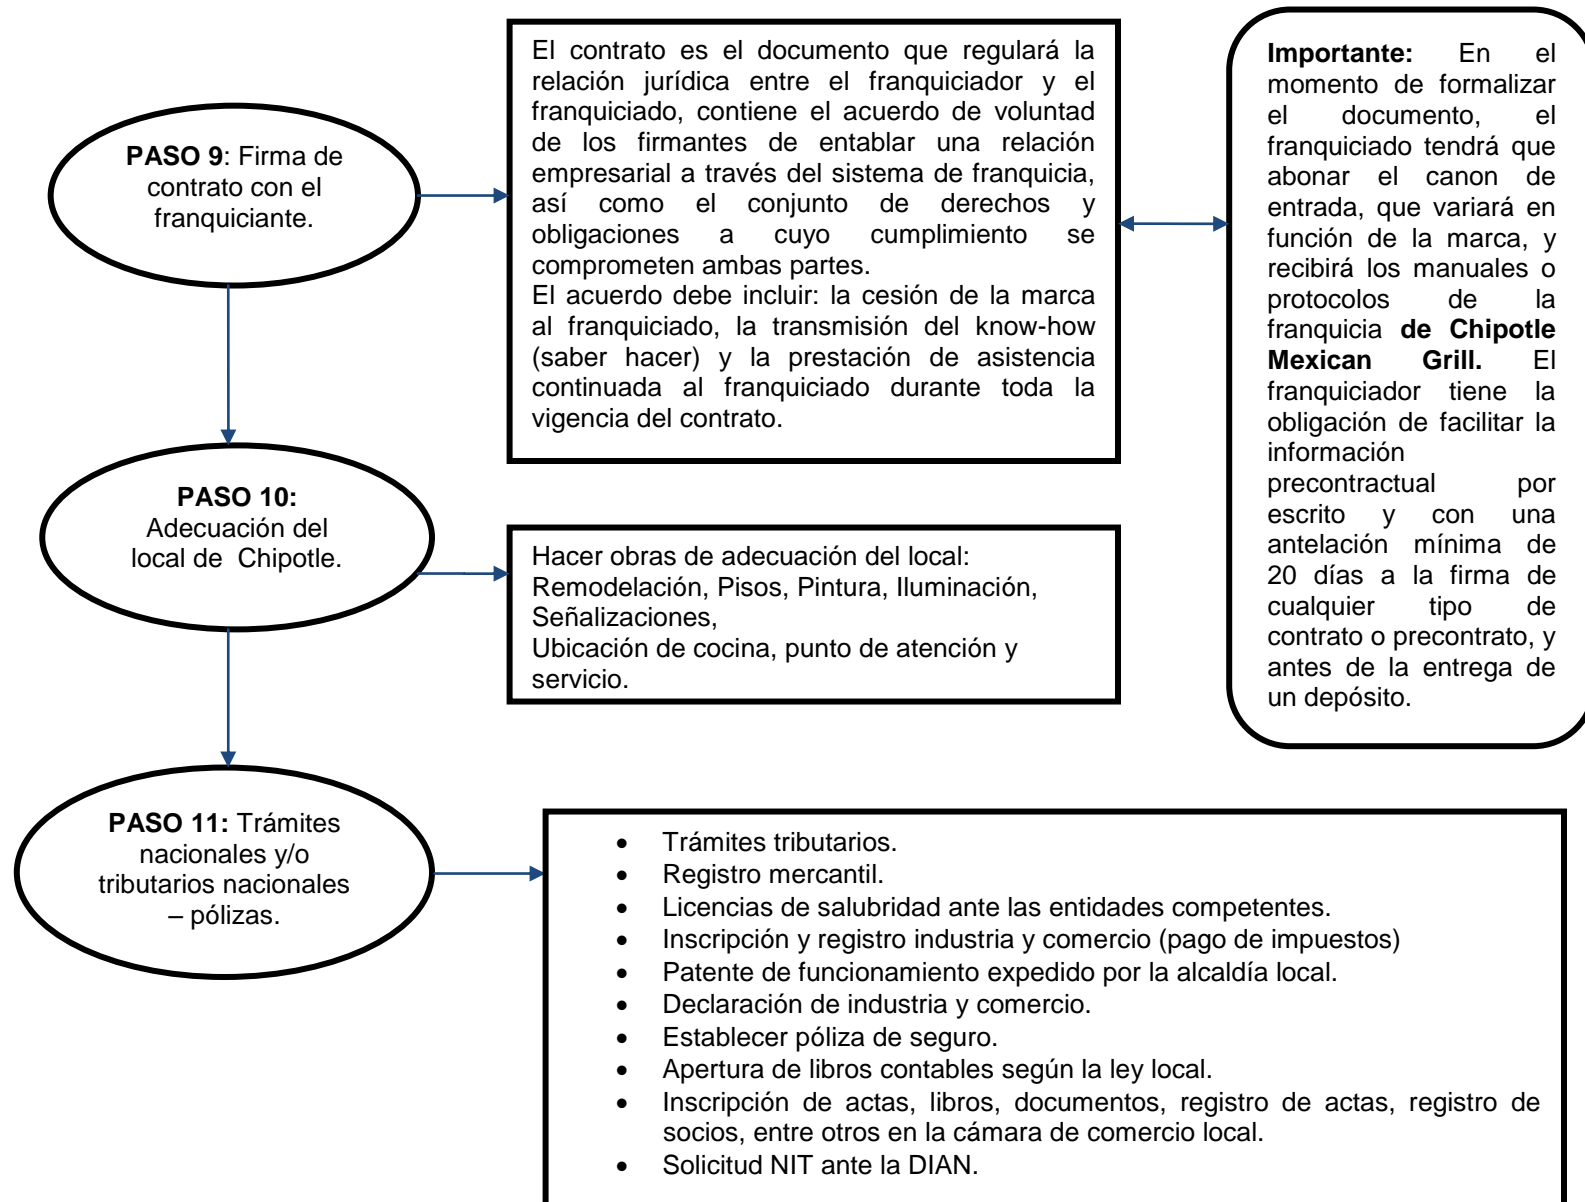 PASO 9: Firma de
contrato con el
franquiciante.
El contrato es el documento que regulará la
relación jurídica entre el franquiciador y el
franquiciado, contiene el acuerdo de voluntad
de los firmantes de entablar una relación
empresarial a través del sistema de franquicia,
así como el conjunto de derechos y
obligaciones a cuyo cumplimiento se
comprometen ambas partes.
El acuerdo debe incluir: la cesión de la marca
al franquiciado, la transmisión del know-how
(saber hacer) y la prestación de asistencia
continuada al franquiciado durante toda la
vigencia del contrato.
Importante: En el
momento de formalizar
el documento, el
franquiciado tendrá que
abonar el canon de
entrada, que variará en
función de la marca, y
recibirá los manuales o
protocolos de la
franquicia de Chipotle
Mexican Grill. El
franquiciador tiene la
obligación de facilitar la
información
precontractual por
escrito y con una
antelación mínima de
20 días a la firma de
cualquier tipo de
contrato o precontrato, y
antes de la entrega de
un depósito.
PASO 10:
Adecuación del
local de Chipotle.
Hacer obras de adecuación del local:
Remodelación, Pisos, Pintura, Iluminación,
Señalizaciones,
Ubicación de cocina, punto de atención y
servicio.
PASO 11: Trámites
nacionales y/o
tributarios nacionales
– pólizas.
• Trámites tributarios.
• Registro mercantil.
• Licencias de salubridad ante las entidades competentes.
• Inscripción y registro industria y comercio (pago de impuestos)
• Patente de funcionamiento expedido por la alcaldía local.
• Declaración de industria y comercio.
• Establecer póliza de seguro.
• Apertura de libros contables según la ley local.
• Inscripción de actas, libros, documentos, registro de actas, registro de
socios, entre otros en la cámara de comercio local.
• Solicitud NIT ante la DIAN.